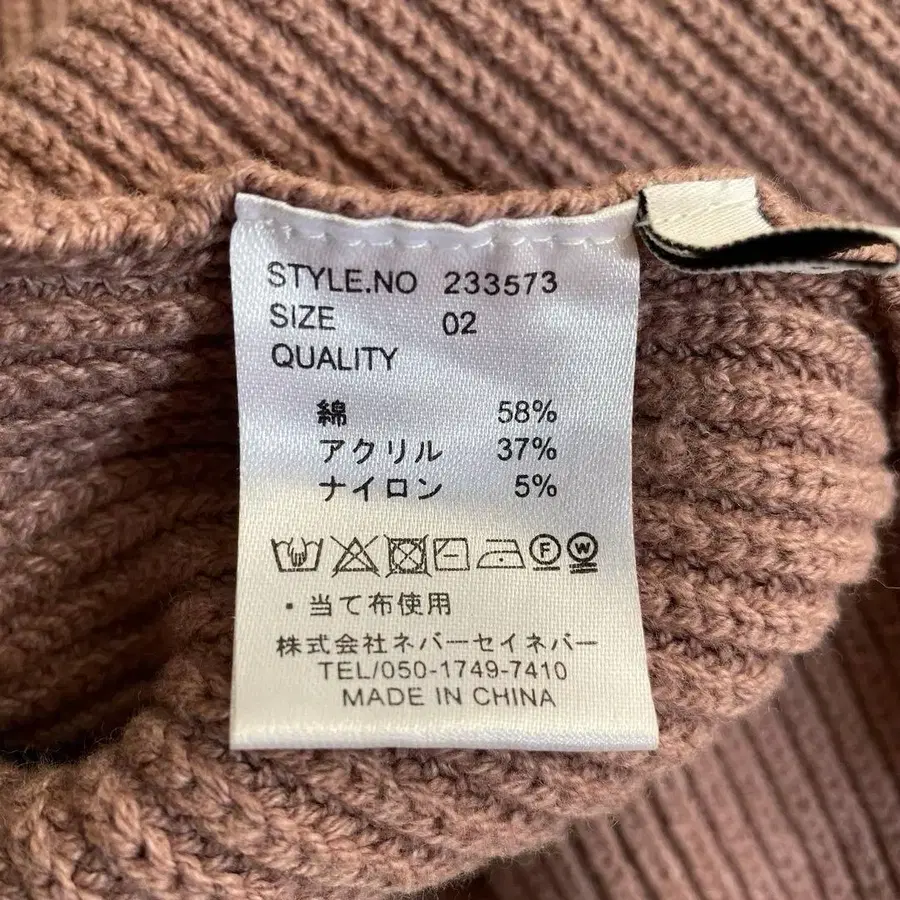 STYLE.NO 233573
SIZE 02
QUALITY
綿 58%
アクリル 37%
ナイロン 5%
F W
・当て布使用
株式会社ネバーセイネバー
TEL/050-1749-7410
MADE IN CHINA